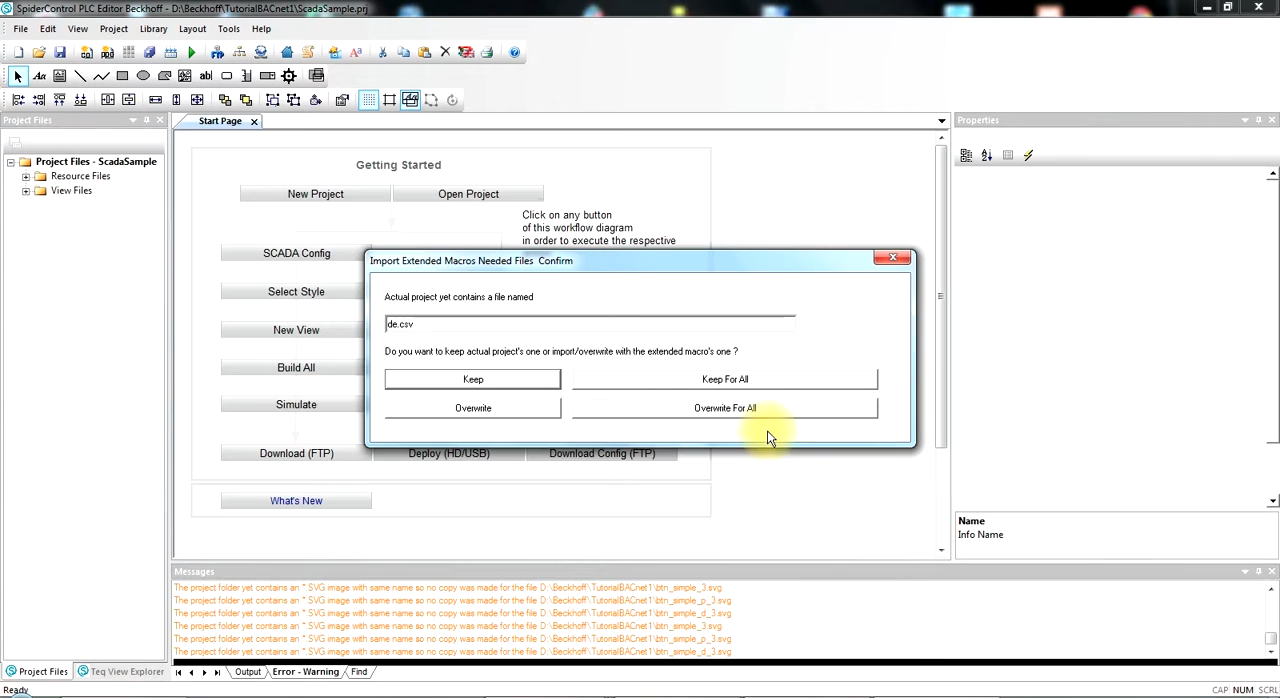 SpiderControl PLC Editor Beckhoff - D:\Beckhoff\TutorialBACnet1\ScadaSample.prj
File Edit View Project Library Layout Tools Help
Project Files
Start Page
Properties
Project Files - ScadaSample
Resource Files
View Files
Getting Started
New Project Open Project
Click on any button
of this workflow diagram
in order to execute the respective
SCADA Config
Select Style
New View
Build All
Simulate
Download (FTP) Deploy (HD/USB) Download Config (FTP)
What's New
Import Extended Macros Needed Files Confirm
Actual project yet contains a file named
de.csv
Do you want to keep actual project's one or import/overwrite with the extended macro's one ?
Keep Keep For All
Overwrite Overwrite For All
Name
Info Name
Messages
The project folder yet contains an *.SVG image with same name so no copy was made for the file D:\Beckhoff\TutorialBACnet1\btn_simple_3.svg
The project folder yet contains an *.SVG image with same name so no copy was made for the file D:\Beckhoff\TutorialBACnet1\btn_simple_p_3.svg
The project folder yet contains an *.SVG image with same name so no copy was made for the file D:\Beckhoff\TutorialBACnet1\btn_simple_d_3.svg
The project folder yet contains an *.SVG image with same name so no copy was made for the file D:\Beckhoff\TutorialBACnet1\btn_simple_3.svg
The project folder yet contains an *.SVG image with same name so no copy was made for the file D:\Beckhoff\TutorialBACnet1\btn_simple_p_3.svg
The project folder yet contains an *.SVG image with same name so no copy was made for the file D:\Beckhoff\TutorialBACnet1\btn_simple_d_3.svg
Project Files Teq View Explorer Output Error - Warning Find
Ready CAP NUM SCRL